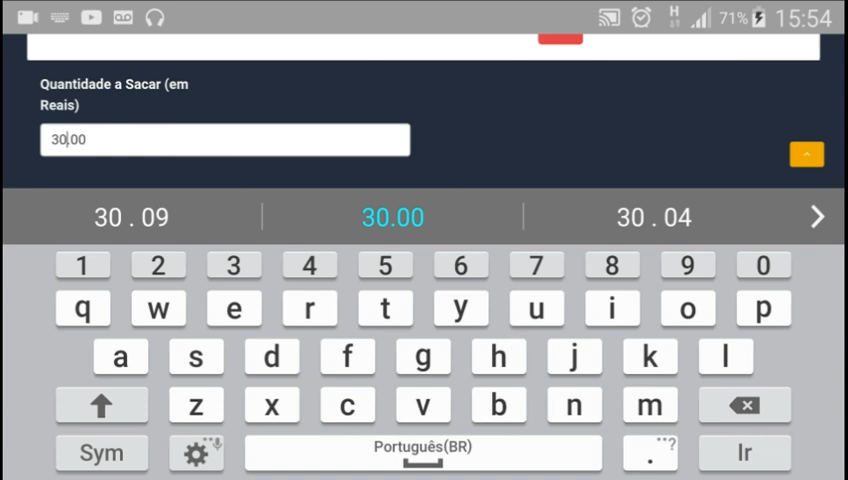 71% 15:54
Quantidade a Sacar (em
Reais)
30.00
30 . 09 30.00 30 . 04
1 2 3 4 5 6 7 8 9 0
q w e r t y u i o p
a s d f g h j k l
z x c v b n m
Sym Português(BR) . ? Ir